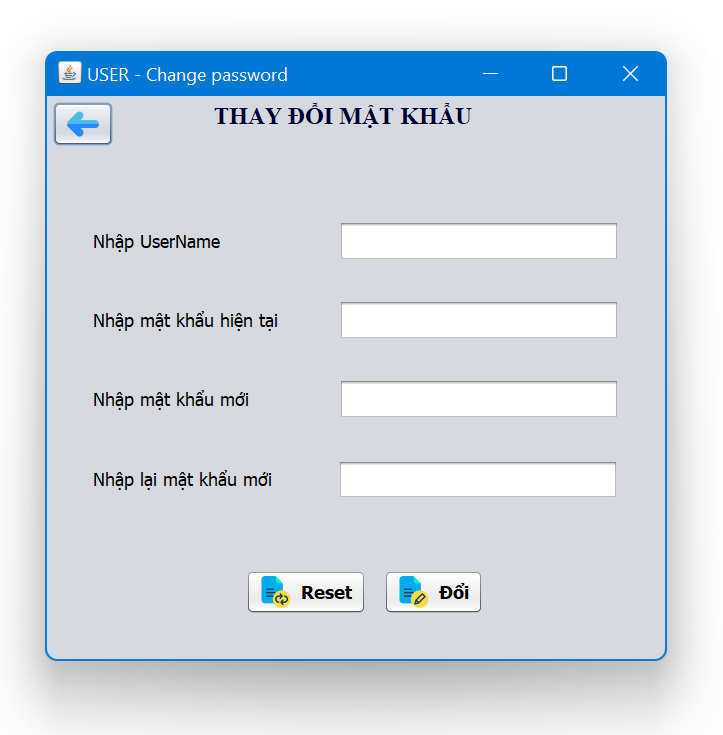 USER - Change password
THAY ĐỔI MẬT KHẨU
Nhập UserName
Nhập mật khẩu hiện tại
Nhập mật khẩu mới
Nhập lại mật khẩu mới
Reset
Đổi